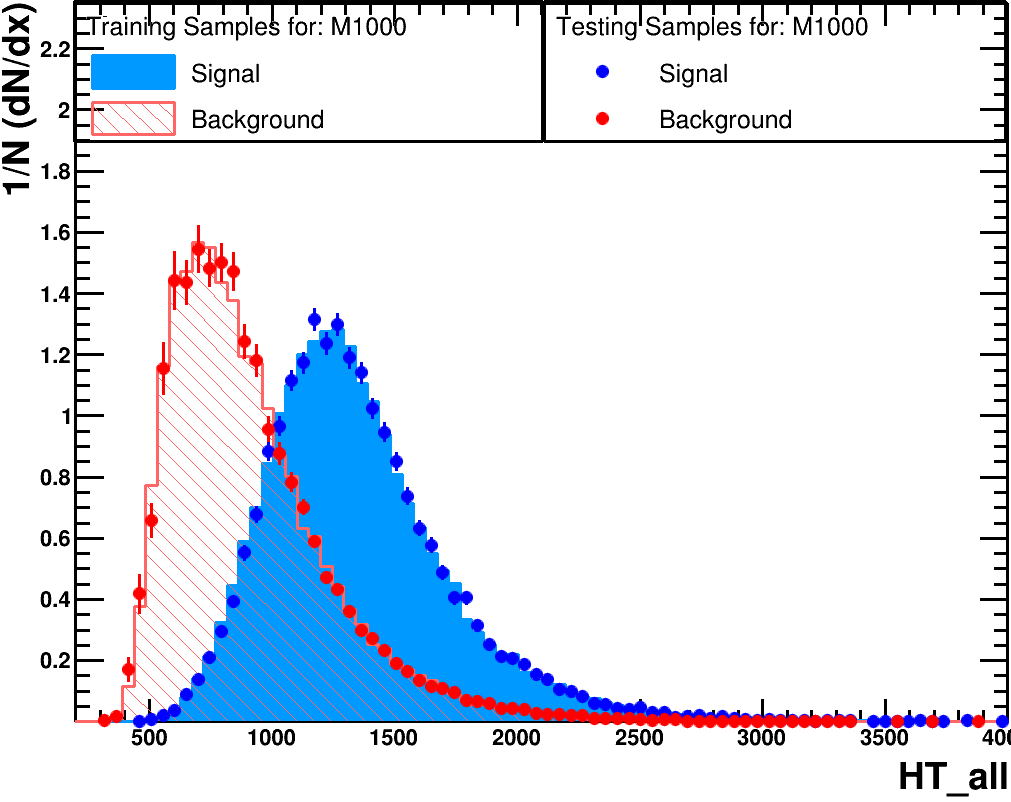 1/N (dN/dx)
Training Samples for: M1000
Signal
Background
Testing Samples for: M1000
Signal
Background
2.2
2
1.8
1.6
1.4
1.2
1
0.8
0.6
0.4
0.2
500 1000 1500 2000 2500 3000 3500 400
HT_all